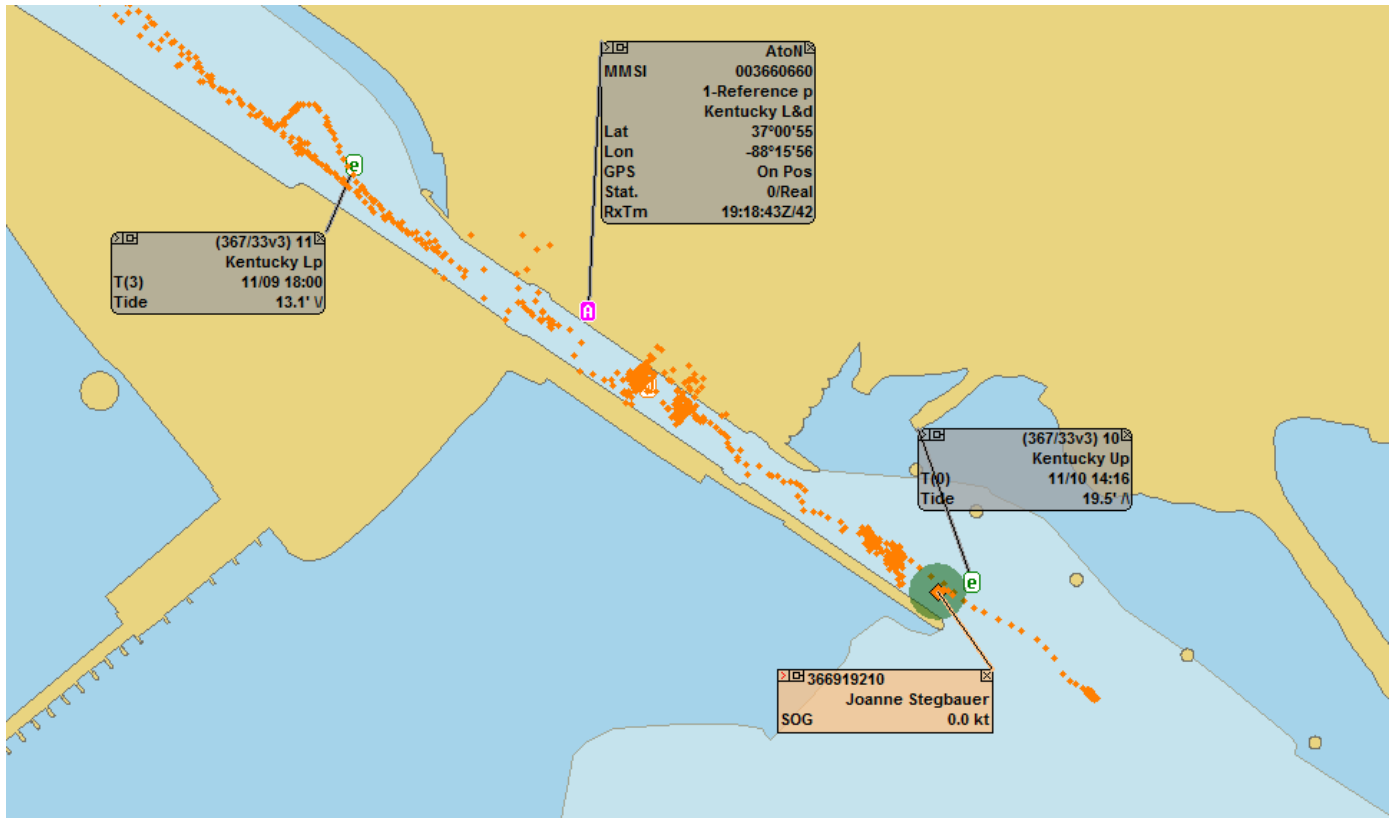 AtoN
MMSI 003660660
1-Reference p
Kentucky L&d
Lat 37°00'55
Lon -88°15'56
GPS On Pos
Stat. 0/Real
RxTm 19:18:43Z/42
e
(367/33v3) 11
Kentucky Lp
T(3) 11/09 18:00
Tide 13.1' \/
A
(367/33v3) 10
Kentucky Up
T(0) 11/10 14:16
Tide 19.5' /\
e
366919210
Joanne Stegbauer
SOG 0.0 kt